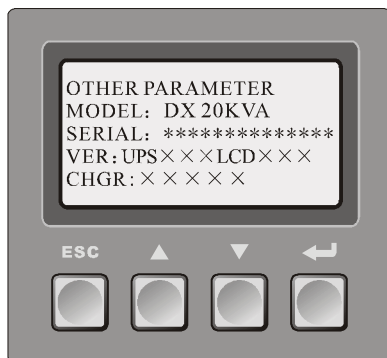 OTHER PARAMETER
MODEL: DX 20KVA
SERIAL: **************
VER:UPS×××LCD×××
CHGR:×××××
ESC